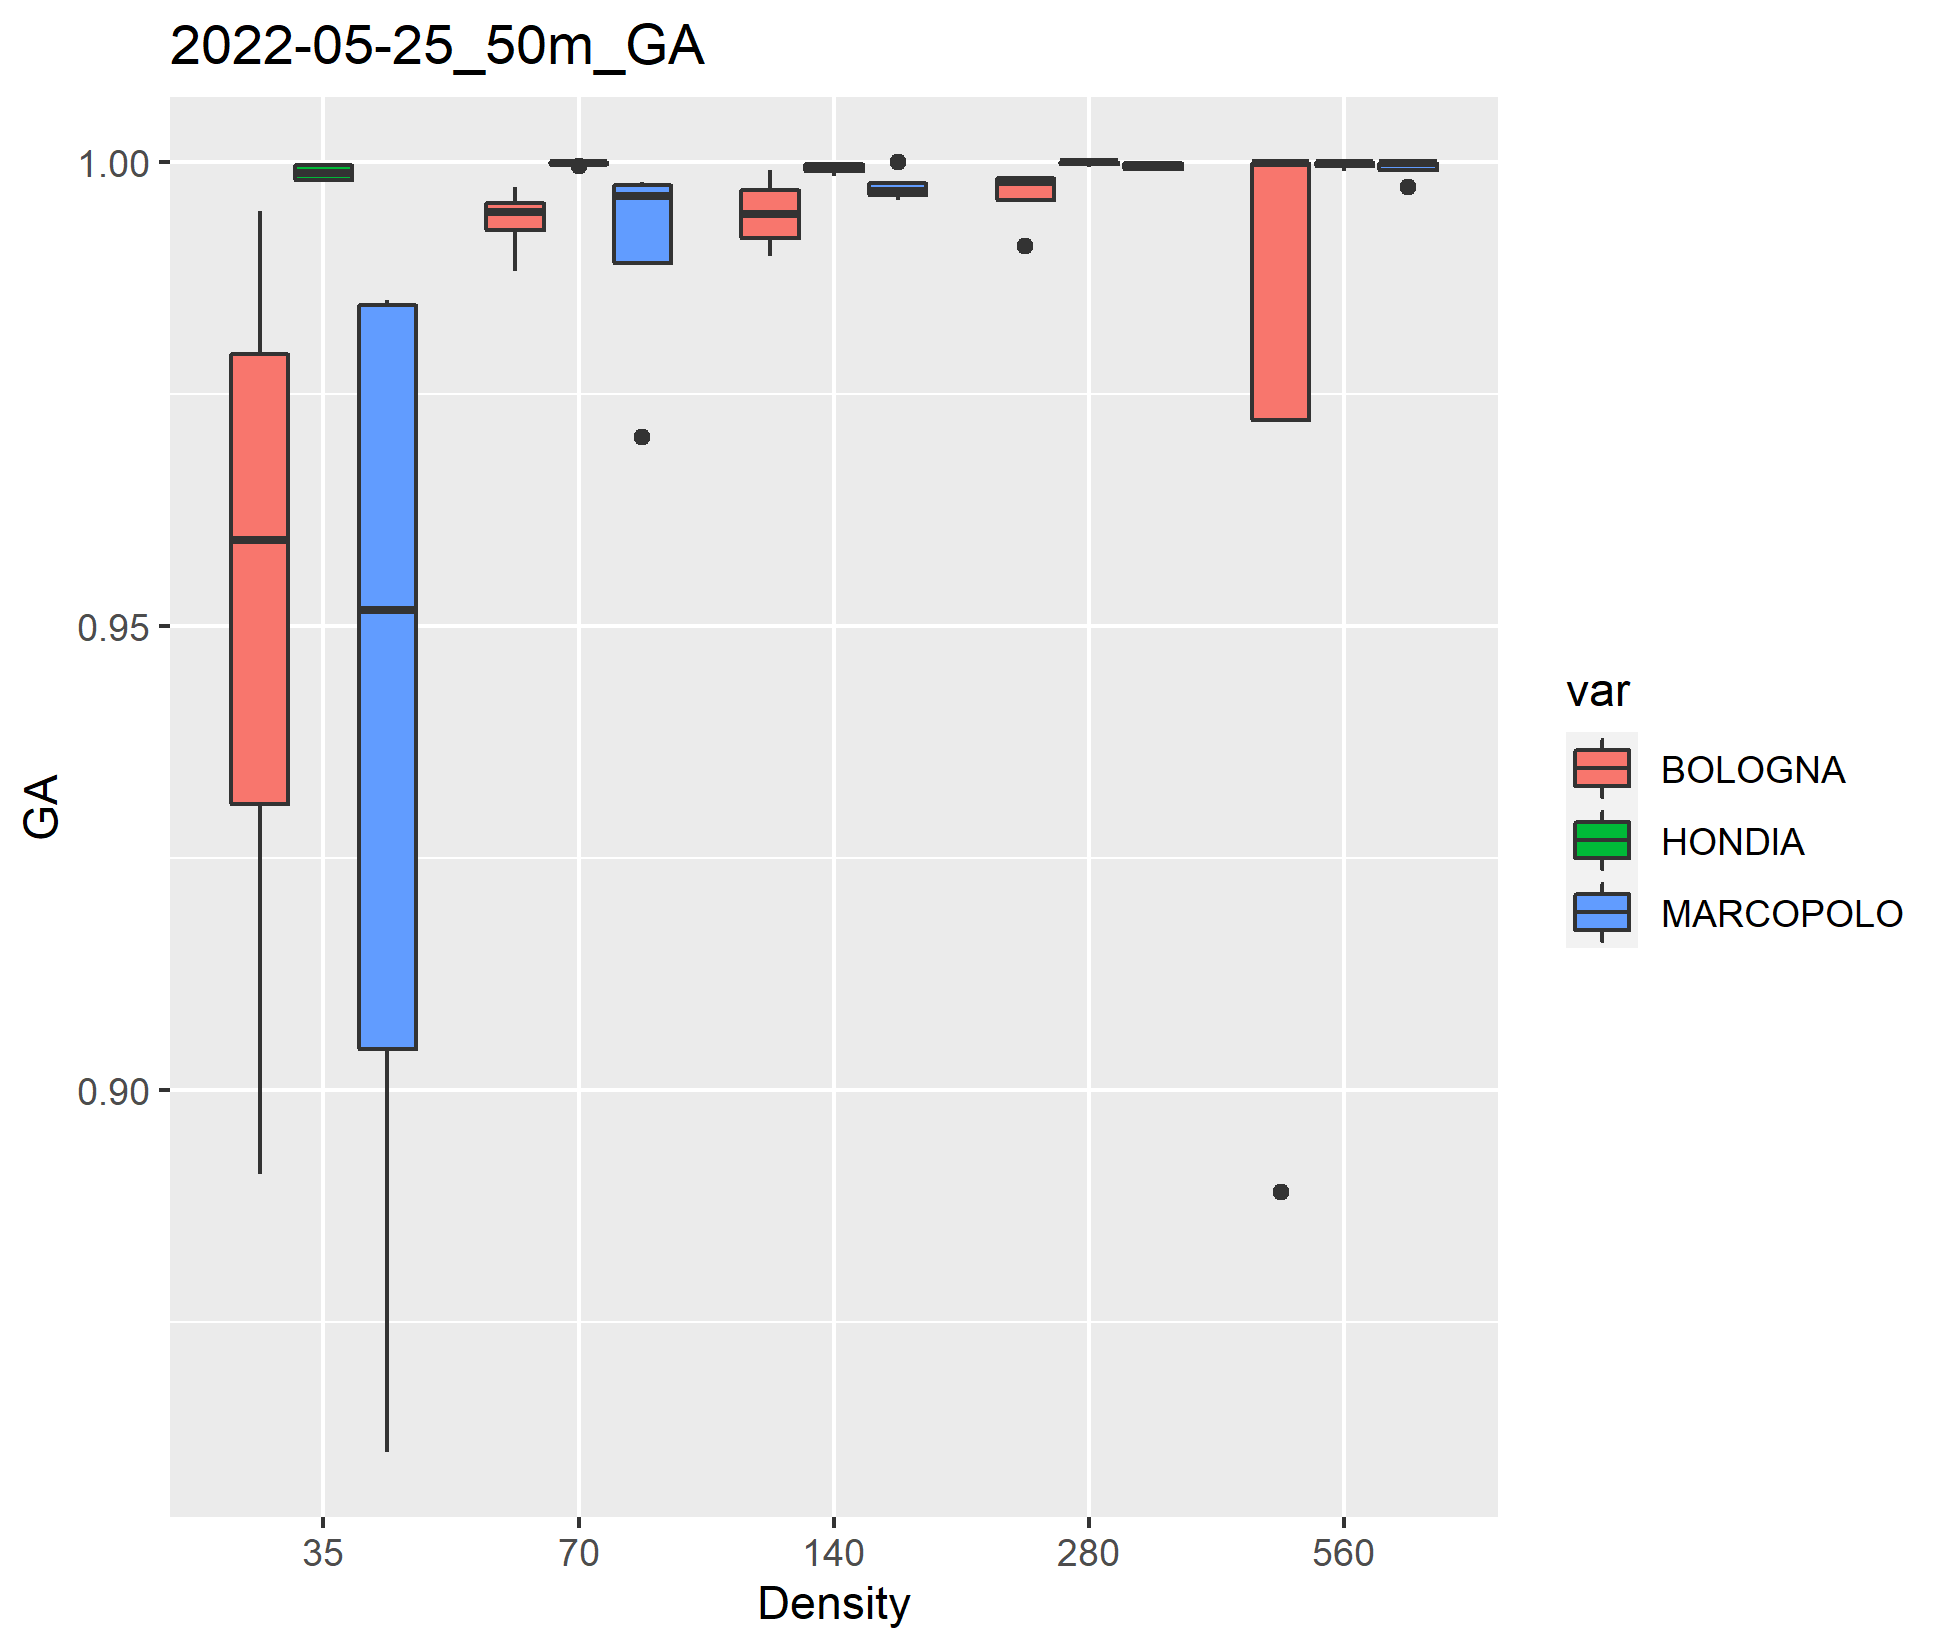 2022-05-25_50m_GA
1.00
0.95
0.90
GA
35 70 140 280 560
Density
var
BOLOGNA
HONDIA
MARCOPOLO